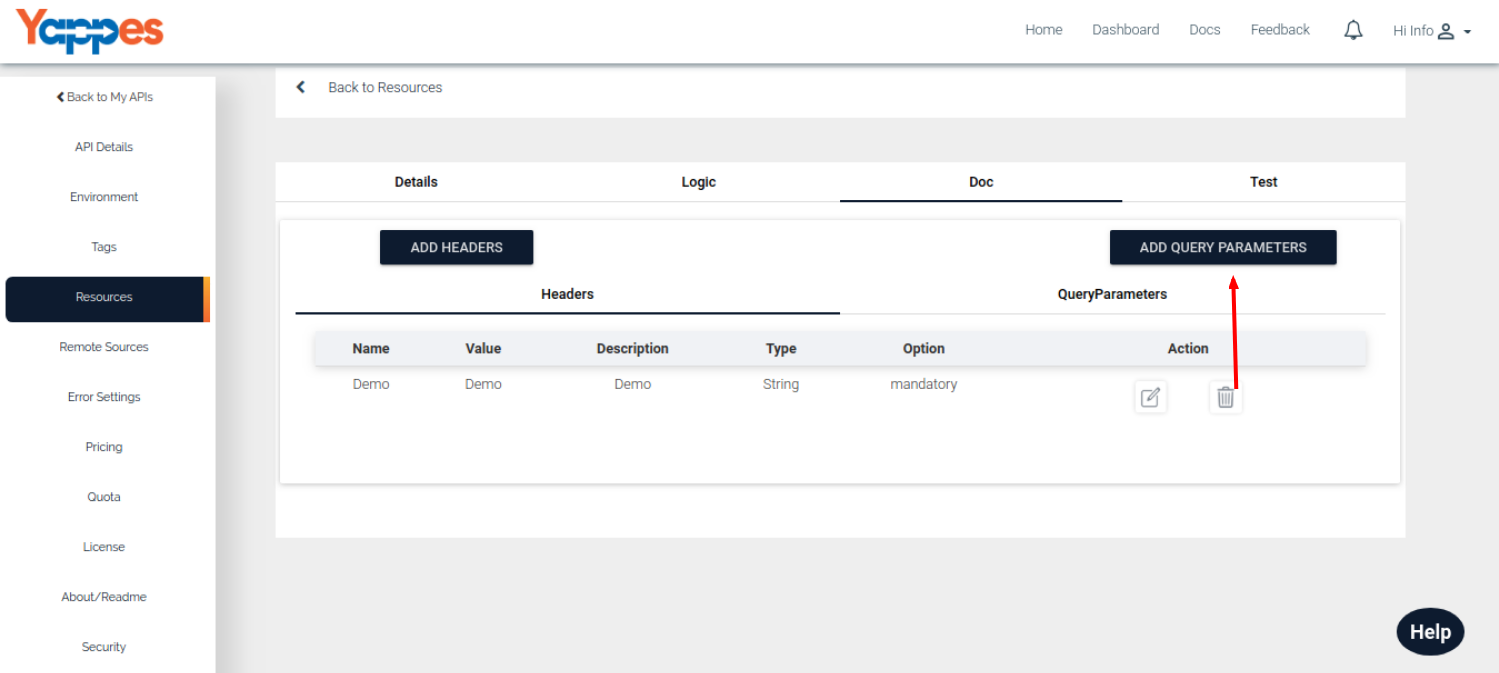 Yappes
Home Dashboard Docs Feedback Hi Info
Back to My APIs
API Details
Environment
Tags
Resources
Remote Sources
Error Settings
Pricing
Quota
License
About/Readme
Security
Back to Resources
Details Logic Doc Test
ADD HEADERS ADD QUERY PARAMETERS
Headers QueryParameters
Name Value Description Type Option Action
Demo Demo Demo String mandatory
Help